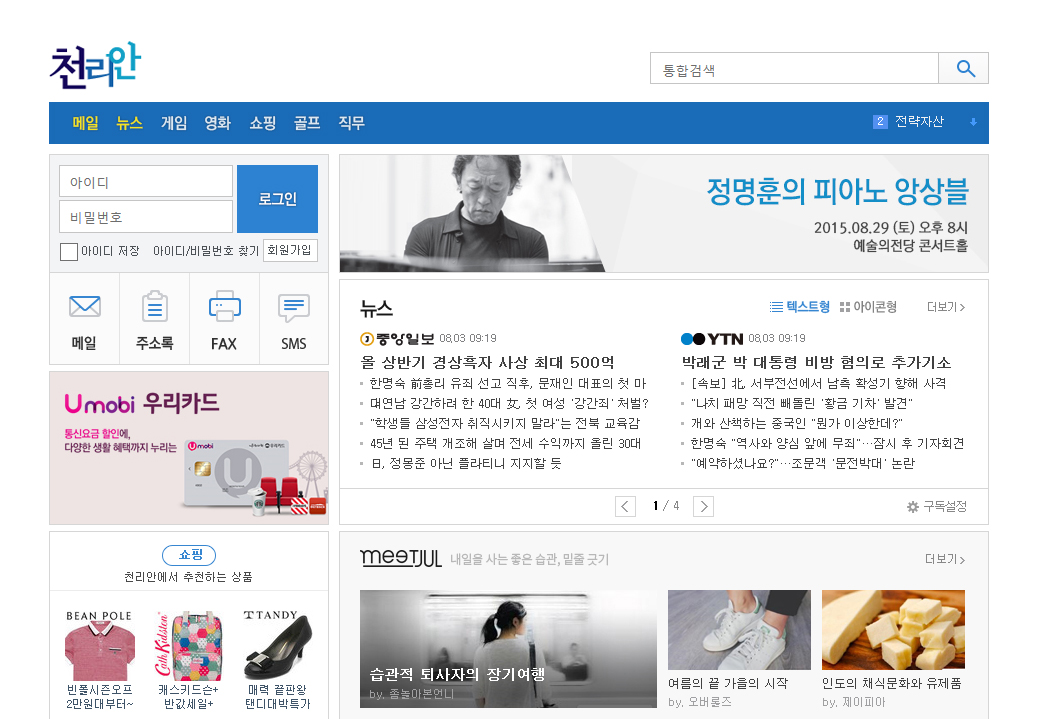 천리안
통합검색
메일 뉴스 게임 영화 쇼핑 골프 직무
2 전략자산
아이디
비밀번호
로그인
아이디 저장 아이디/비밀번호 찾기 회원가입
메일 주소록 FAX SMS
정명훈의 피아노 앙상블
2015.08.29 (토) 오후 8시
예술의전당 콘서트홀
뉴스
텍스트형 아이콘형 더보기
중앙일보 08.03 09:19
올 상반기 경상흑자 사상 최대 500억
한명숙 前총리 유죄 선고 직후, 문재인 대표의 첫 마
대연남 강간하려 한 40대 女, 첫 여성 '강간죄' 처벌?
"학생들 삼성전자 취직시키지 말라"는 전북 교육감
45년 된 주택 개조해 살며 전세 수익까지 올린 30대
日, 정몽준 아닌 플라티니 지지할 듯
YTN 08.03 09:19
박래군 박 대통령 비방 혐의로 추가기소
[속보] 北, 서부전선에서 남측 확성기 향해 사격
"나치 패망 직전 빼돌린 '황금 기차' 발견"
개와 산책하는 중국인 "뭔가 이상한데?"
한명숙 "역사와 양심 앞에 무죄"…잠시 후 기자회견
"예약하셨나요?"…조문객 '문전박대' 논란
1 / 4
구독설정
Umobi 우리카드
통신요금 할인에,
다양한 생활 혜택까지 누리는
Umobi
쇼핑
천리안에서 추천하는 상품
BEAN POLE
Cath Kidston
TTANDY
빈폴시즌오프
2만원대부터~
캐스키드슨+
반값세일+
매력 끝판왕
탠디대박특가
meetjul 내일을 사는 좋은 습관, 밑줄 긋기
더보기
습관적 퇴사자의 장기여행
by. 좀놀아본언니
여름의 끝 가을의 시작
by. 오버롤즈
인도의 채식문화와 유제품
by. 제이피아